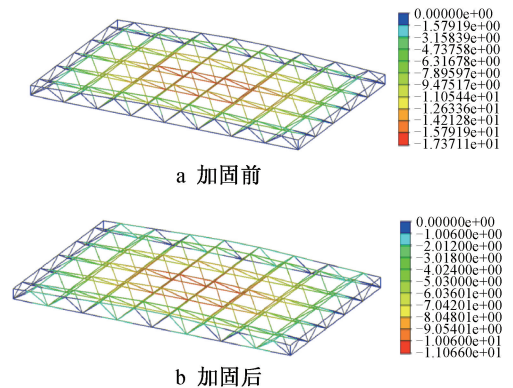 0.00000e+00
−1.57919e+00
−3.15839e+00
−4.73758e+00
−6.31678e+00
−7.89597e+00
−9.47517e+00
−1.10544e+01
−1.26336e+01
−1.42128e+01
−1.57919e+01
−1.73711e+01
a 加固前
0.00000e+00
−1.00600e+00
−2.01200e+00
−3.01800e+00
−4.02400e+00
−5.03000e+00
−6.03601e+00
−7.04201e+00
−8.04801e+00
−9.05401e+00
−1.00600e+01
−1.10660e+01
b 加固后